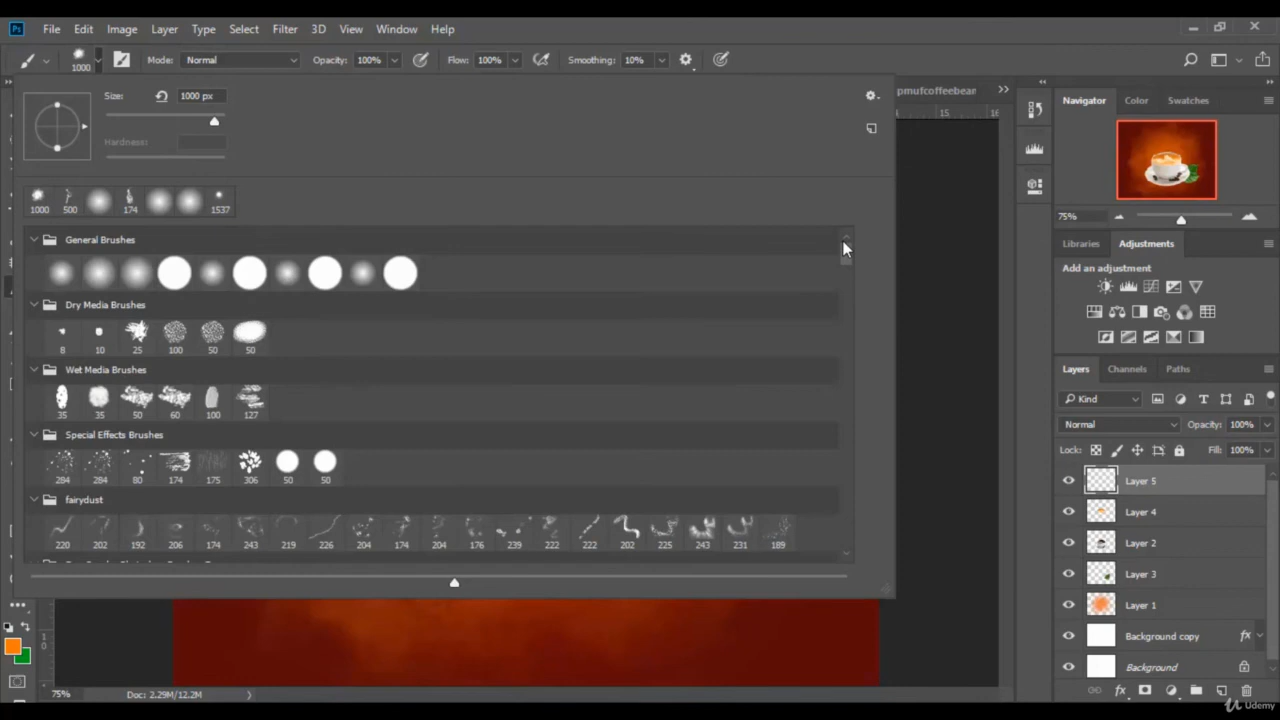 Ps File Edit Image Layer Type Select Filter 3D View Window Help
1000 Mode: Normal Opacity: 100% Flow: 100% Smoothing: 10%
Size: 1000 px
Hardness:
pmufcoffeebear
15 16
1000 500 174 1537
General Brushes
Dry Media Brushes
8 10 25 100 50 50
Wet Media Brushes
35 35 50 60 100 127
Special Effects Brushes
284 284 80 174 175 306 50 50
fairydust
220 202 192 206 174 243 219 226 204 174 204 176 239 222 222 202 225 243 231 189
75% Doc: 2.29M/12.2M
Navigator Color Swatches
75%
Libraries Adjustments
Add an adjustment
Layers Channels Paths
Kind
Normal Opacity: 100%
Lock: Fill: 100%
Layer 5
Layer 4
Layer 2
Layer 3
Layer 1
Background copy fx
Background
fx
Udemy